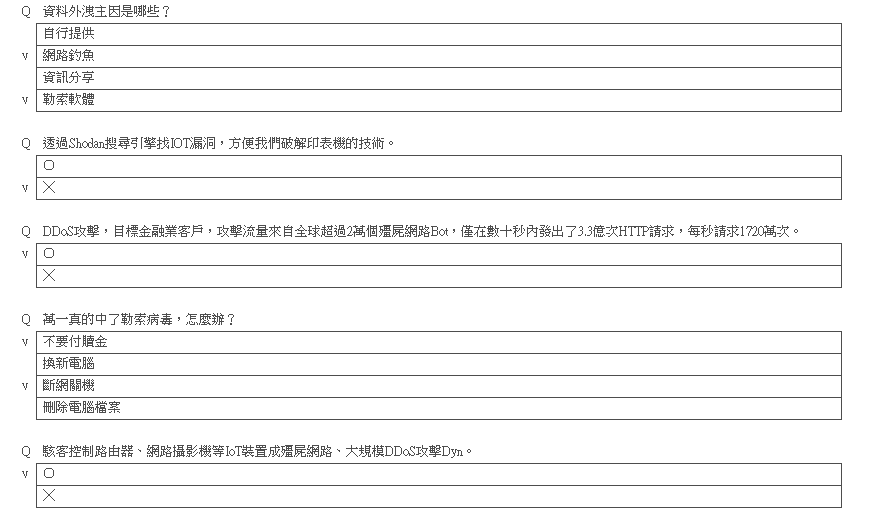 Q 資料外洩主因是哪些？
自行提供
v 網路釣魚
資訊分享
v 勒索軟體
Q 透過Shodan搜尋引擎找IOT漏洞，方便我們破解印表機的技術。
○
v ╳
Q DDoS攻擊，目標金融業客戶，攻擊流量來自全球超過2萬個殭屍網路Bot，僅在數十秒內發出了3.3億次HTTP請求，每秒請求1720萬次。
v ○
╳
Q 萬一真的中了勒索病毒，怎麼辦？
v 不要付贖金
換新電腦
v 斷網關機
刪除電腦檔案
Q 駭客控制路由器、網路攝影機等IoT裝置成殭屍網路、大規模DDoS攻擊Dyn。
v ○
╳